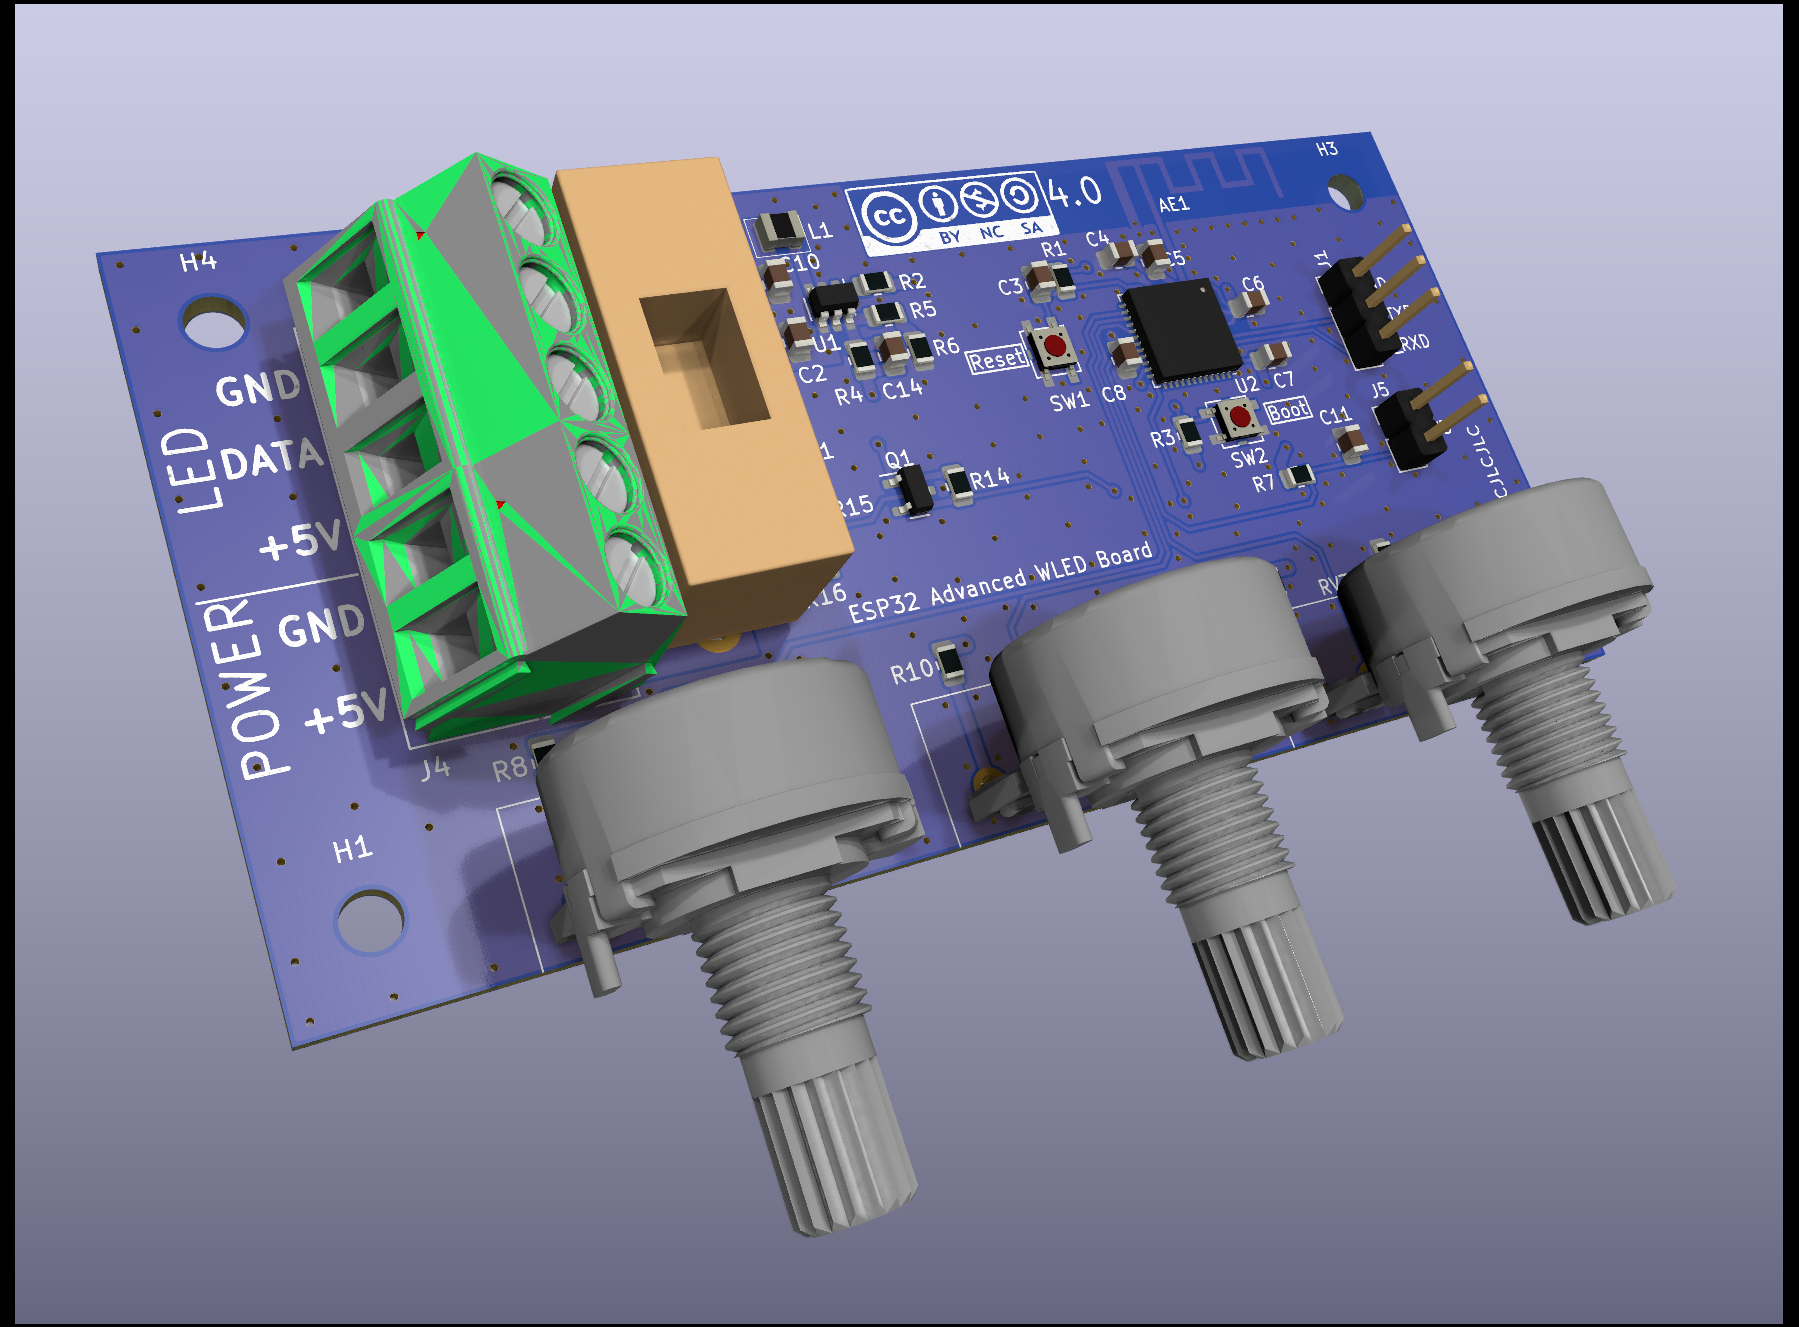 H3
4.0
cc
BY NC SA
AE1
L1
C10
H4
R1
C4
C5
J1
R2
C3
C6
R5
U1
R6
Reset
RXD
C2
R4
C14
SW1
C8
U2
C7
J5
GND
LED
DATA
+5V
Boot
R3
C11
SW2
R7
Q1
R14
R15
JLCJLC
ESP32 Advanced WLED Board
R16
POWER
GND
+5V
R10
J4
R8
H1